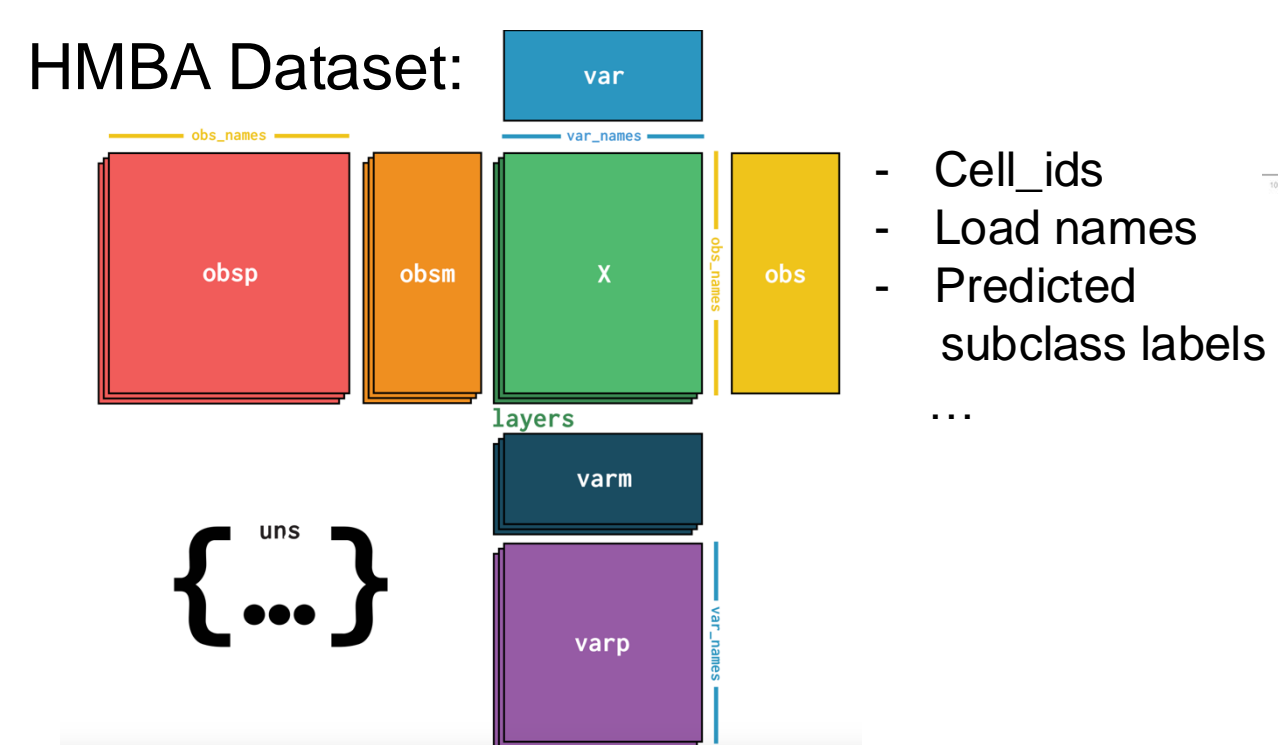 HMBA Dataset:
var
obs_names
var_names
obsp
obsm
X
obs_names
obs
- Cell_ids
- Load names
- Predicted
subclass labels
…
layers
varm
uns
{...}
varp
var_names
10